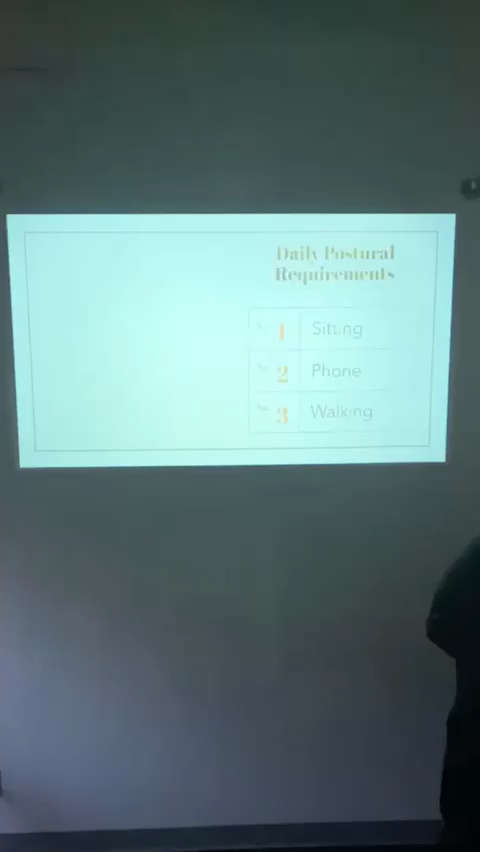 Daily Postural
Requirements
1 Sitting
2 Phone
3 Walking